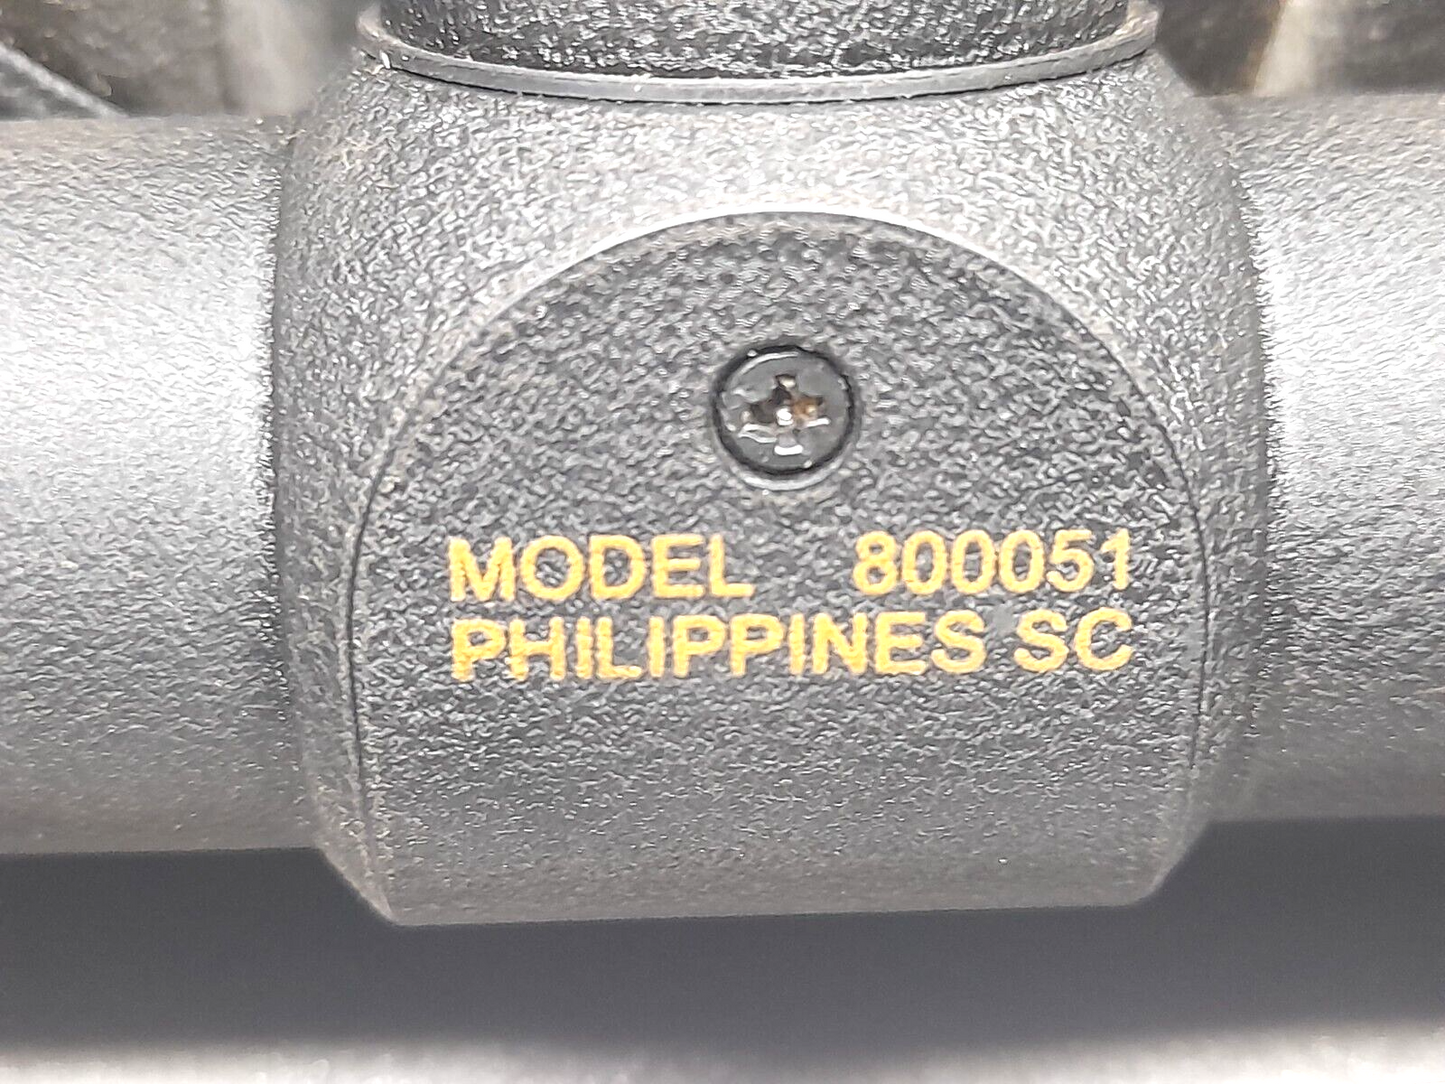 MODEL 800051
PHILIPPINES SC